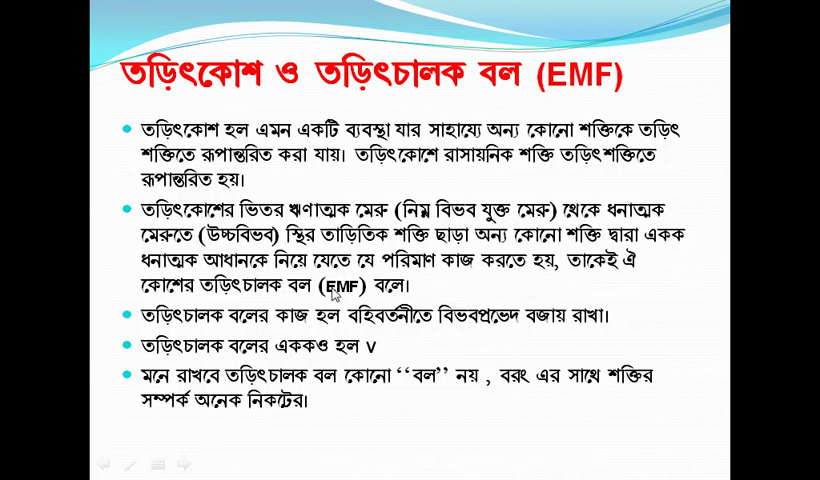 তড়িৎকোশ ও তড়িৎচালক বল (EMF)
তড়িৎকোশ হল এমন একটি ব্যবস্থা যার সাহায্যে অন্য কোনো শক্তিকে তড়িৎ
শক্তিতে রূপান্তরিত করা যায়। তড়িৎকোশে রাসায়নিক শক্তি তড়িৎশক্তিতে
রূপান্তরিত হয়।
তড়িৎকোশের ভিতর ঋণাত্মক মেরু (নিম্ন বিভব যুক্ত মেরু) থেকে ধনাত্মক
মেরুতে (উচ্চবিভব) স্থির তাড়িতিক শক্তি ছাড়া অন্য কোনো শক্তি দ্বারা একক
ধনাত্মক আধানকে নিয়ে যেতে যে পরিমাণ কাজ করতে হয়, তাকেই ঐ
কোশের তড়িৎচালক বল (EMF) বলে।
তড়িৎচালক বলের কাজ হল বহির্বর্তনীতে বিভবপ্রভেদ বজায় রাখা।
তড়িৎচালক বলের এককও হল v
মনে রাখবে তড়িৎচালক বল কোনো ‘‘বল’’ নয় , বরং এর সাথে শক্তির
সম্পর্ক অনেক নিকটের।